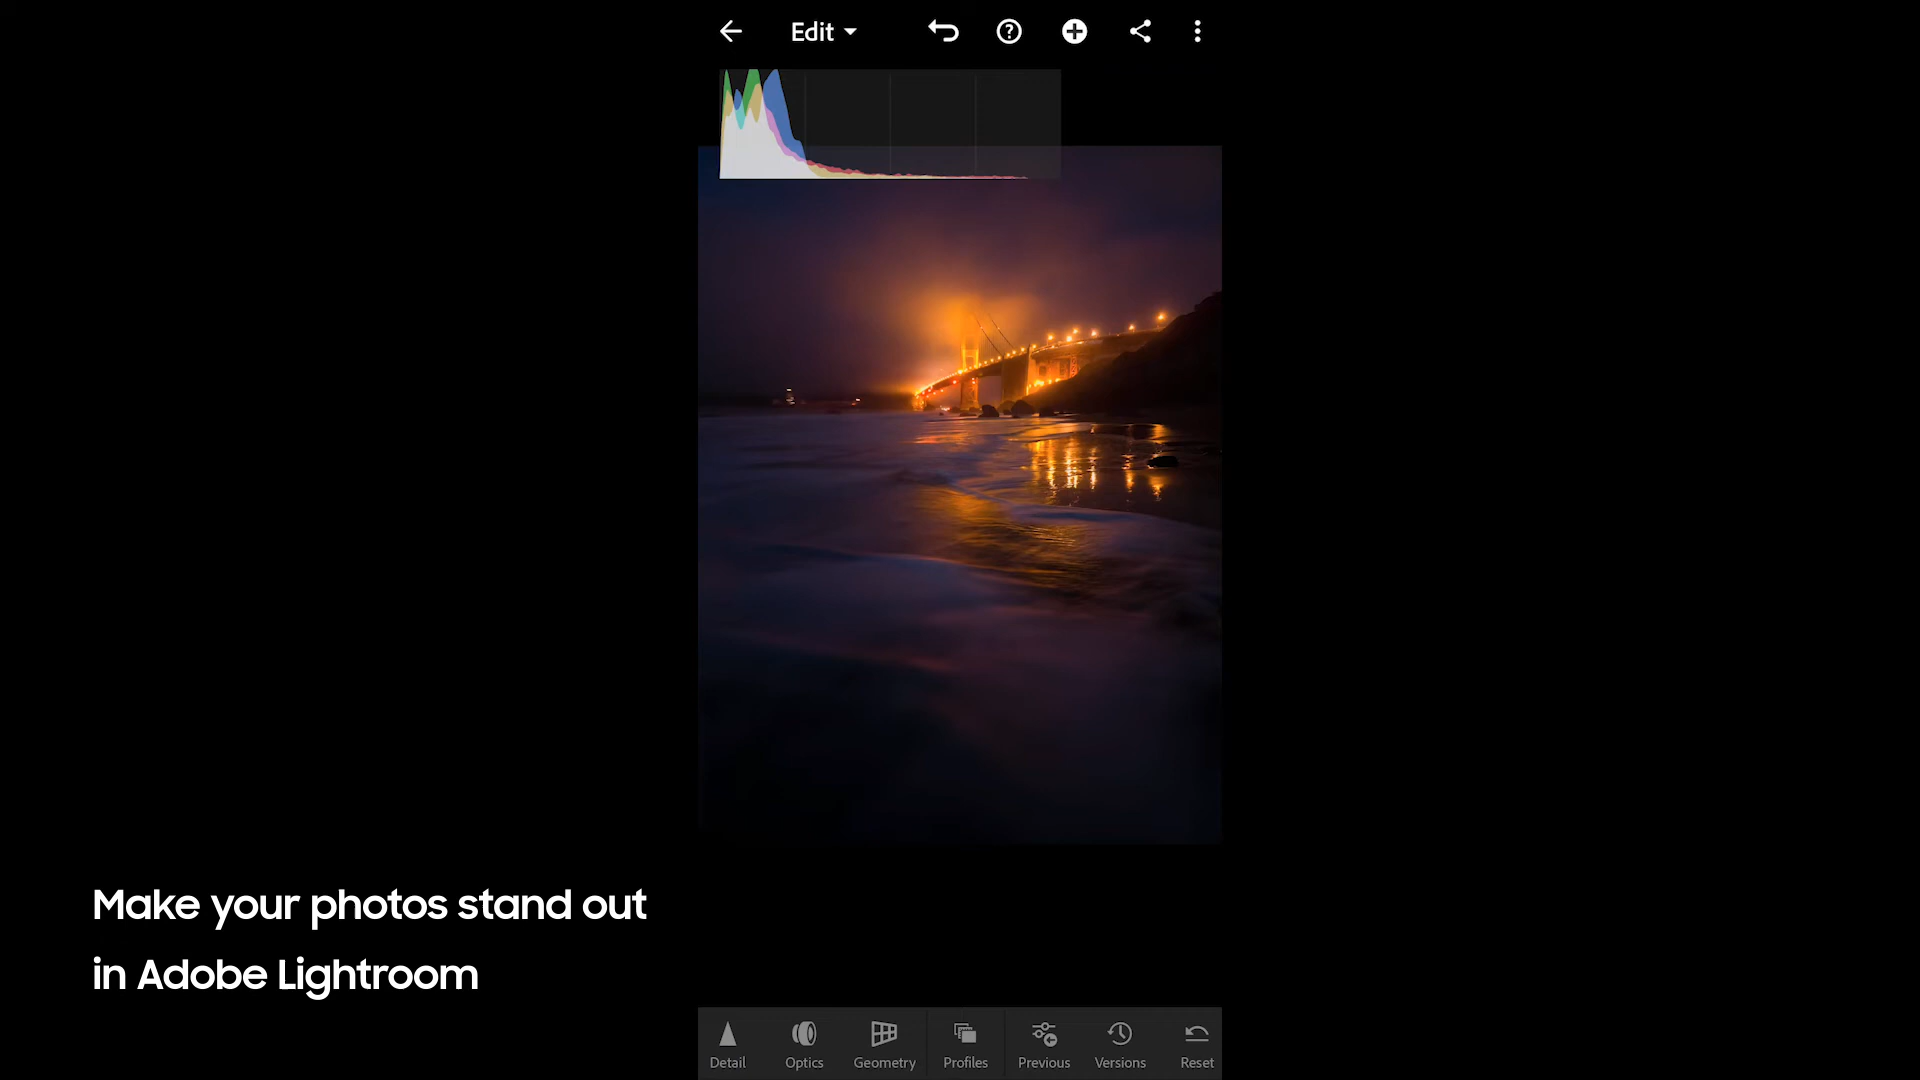 Edit
Make your photos stand out
in Adobe Lightroom
Detail
Optics
Geometry
Profiles
Previous
Versions
Reset